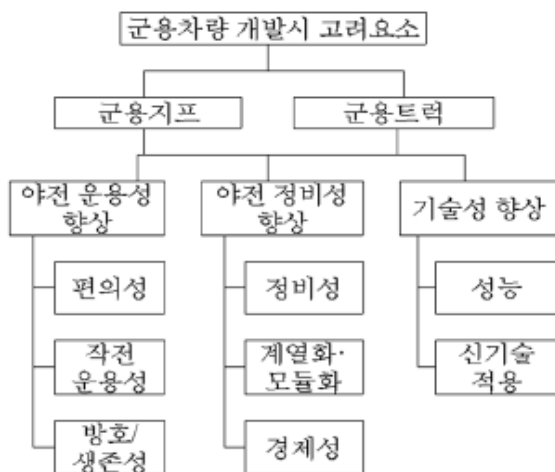 군용차량 개발시 고려요소
군용지프
군용트럭
야전 운용성
향상
야전 정비성
향상
기술성 향상
편의성
정비성
성능
작전
운용성
계열화·
모듈화
신기술
적용
방호/
생존성
경제성